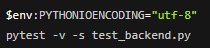 $env:PYTHONIOENCODING="utf-8"
pytest -v -s test_backend.py